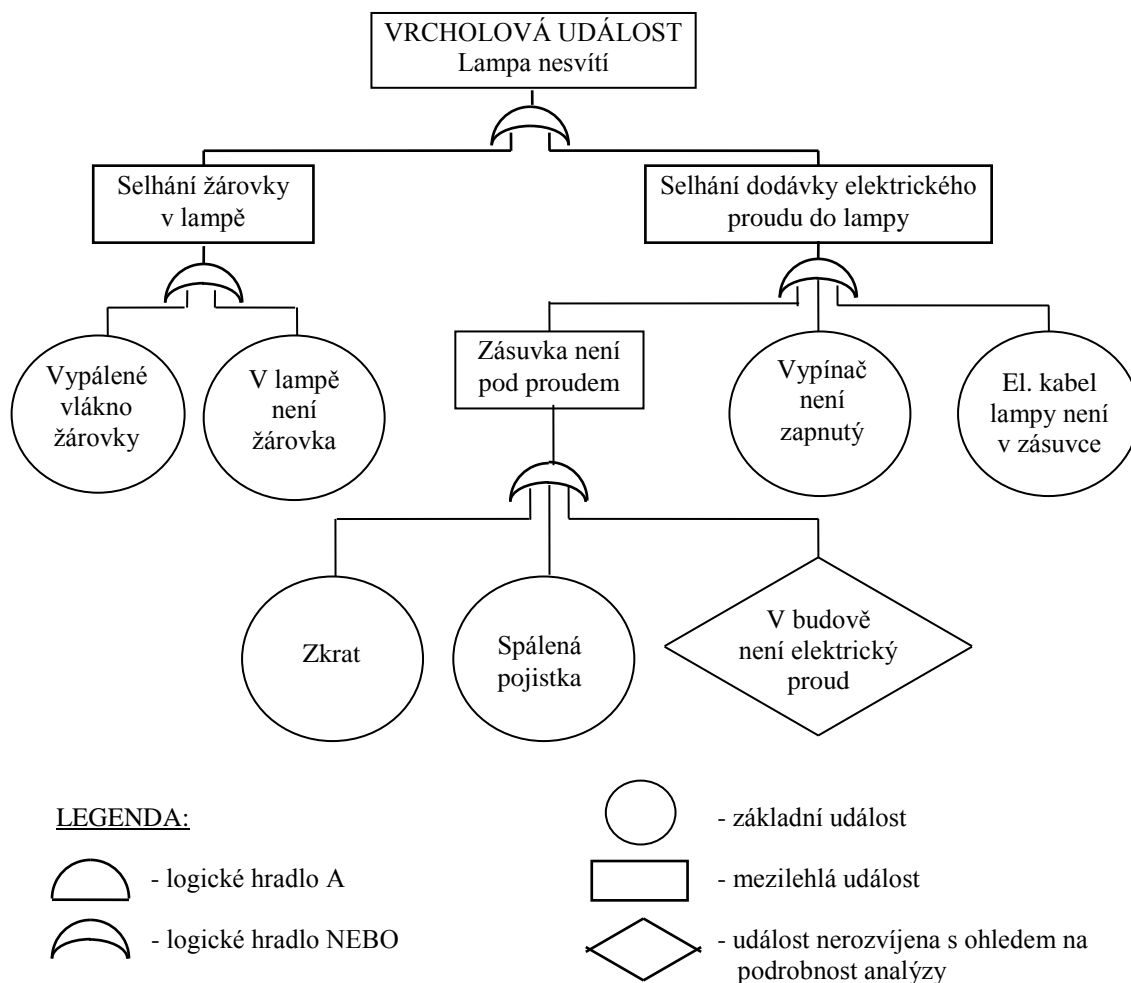 VRCHOLOVÁ UDÁLOST
Lampa nesvítí
Selhání žárovky
v lampě
Selhání dodávky elektrického
proudu do lampy
Vypálené
vlákno
žárovky
V lampě
není
žárovka
Zásuvka není
pod proudem
Vypínač
není
zapnutý
El. kabel
lampy není
v zásuvce
Zkrat
Spálená
pojistka
V budově
není elektrický
proud
LEGENDA:
- logické hradlo A
- logické hradlo NEBO
- základní událost
- mezilehlá událost
- událost nerozvíjena s ohledem na
podrobnost analýzy